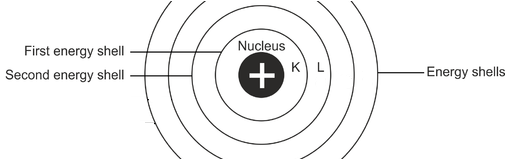 First energy shell
Second energy shell
Nucleus
+
K
L
Energy shells